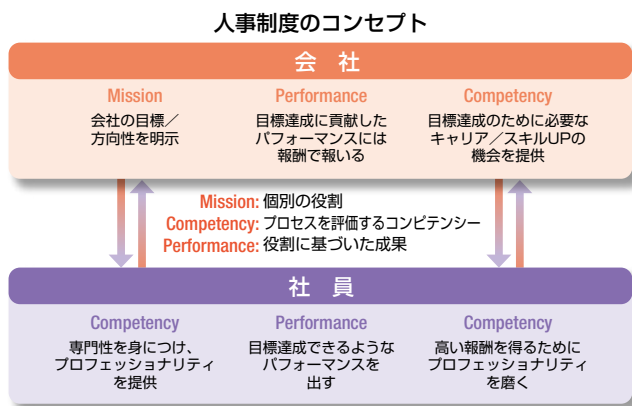 人事制度のコンセプト
会 社
Mission
会社の目標／
方向性を明示
Performance
目標達成に貢献した
パフォーマンスには
報酬で報いる
Competency
目標達成のために必要な
キャリア／スキルUPの
機会を提供
Mission: 個別の役割
Competency: プロセスを評価するコンピテンシー
Performance: 役割に基づいた成果
社 員
Competency
専門性を身につけ、
プロフェッショナリティ
を提供
Performance
目標達成できるような
パフォーマンスを
出す
Competency
高い報酬を得るために
プロフェッショナリティ
を磨く